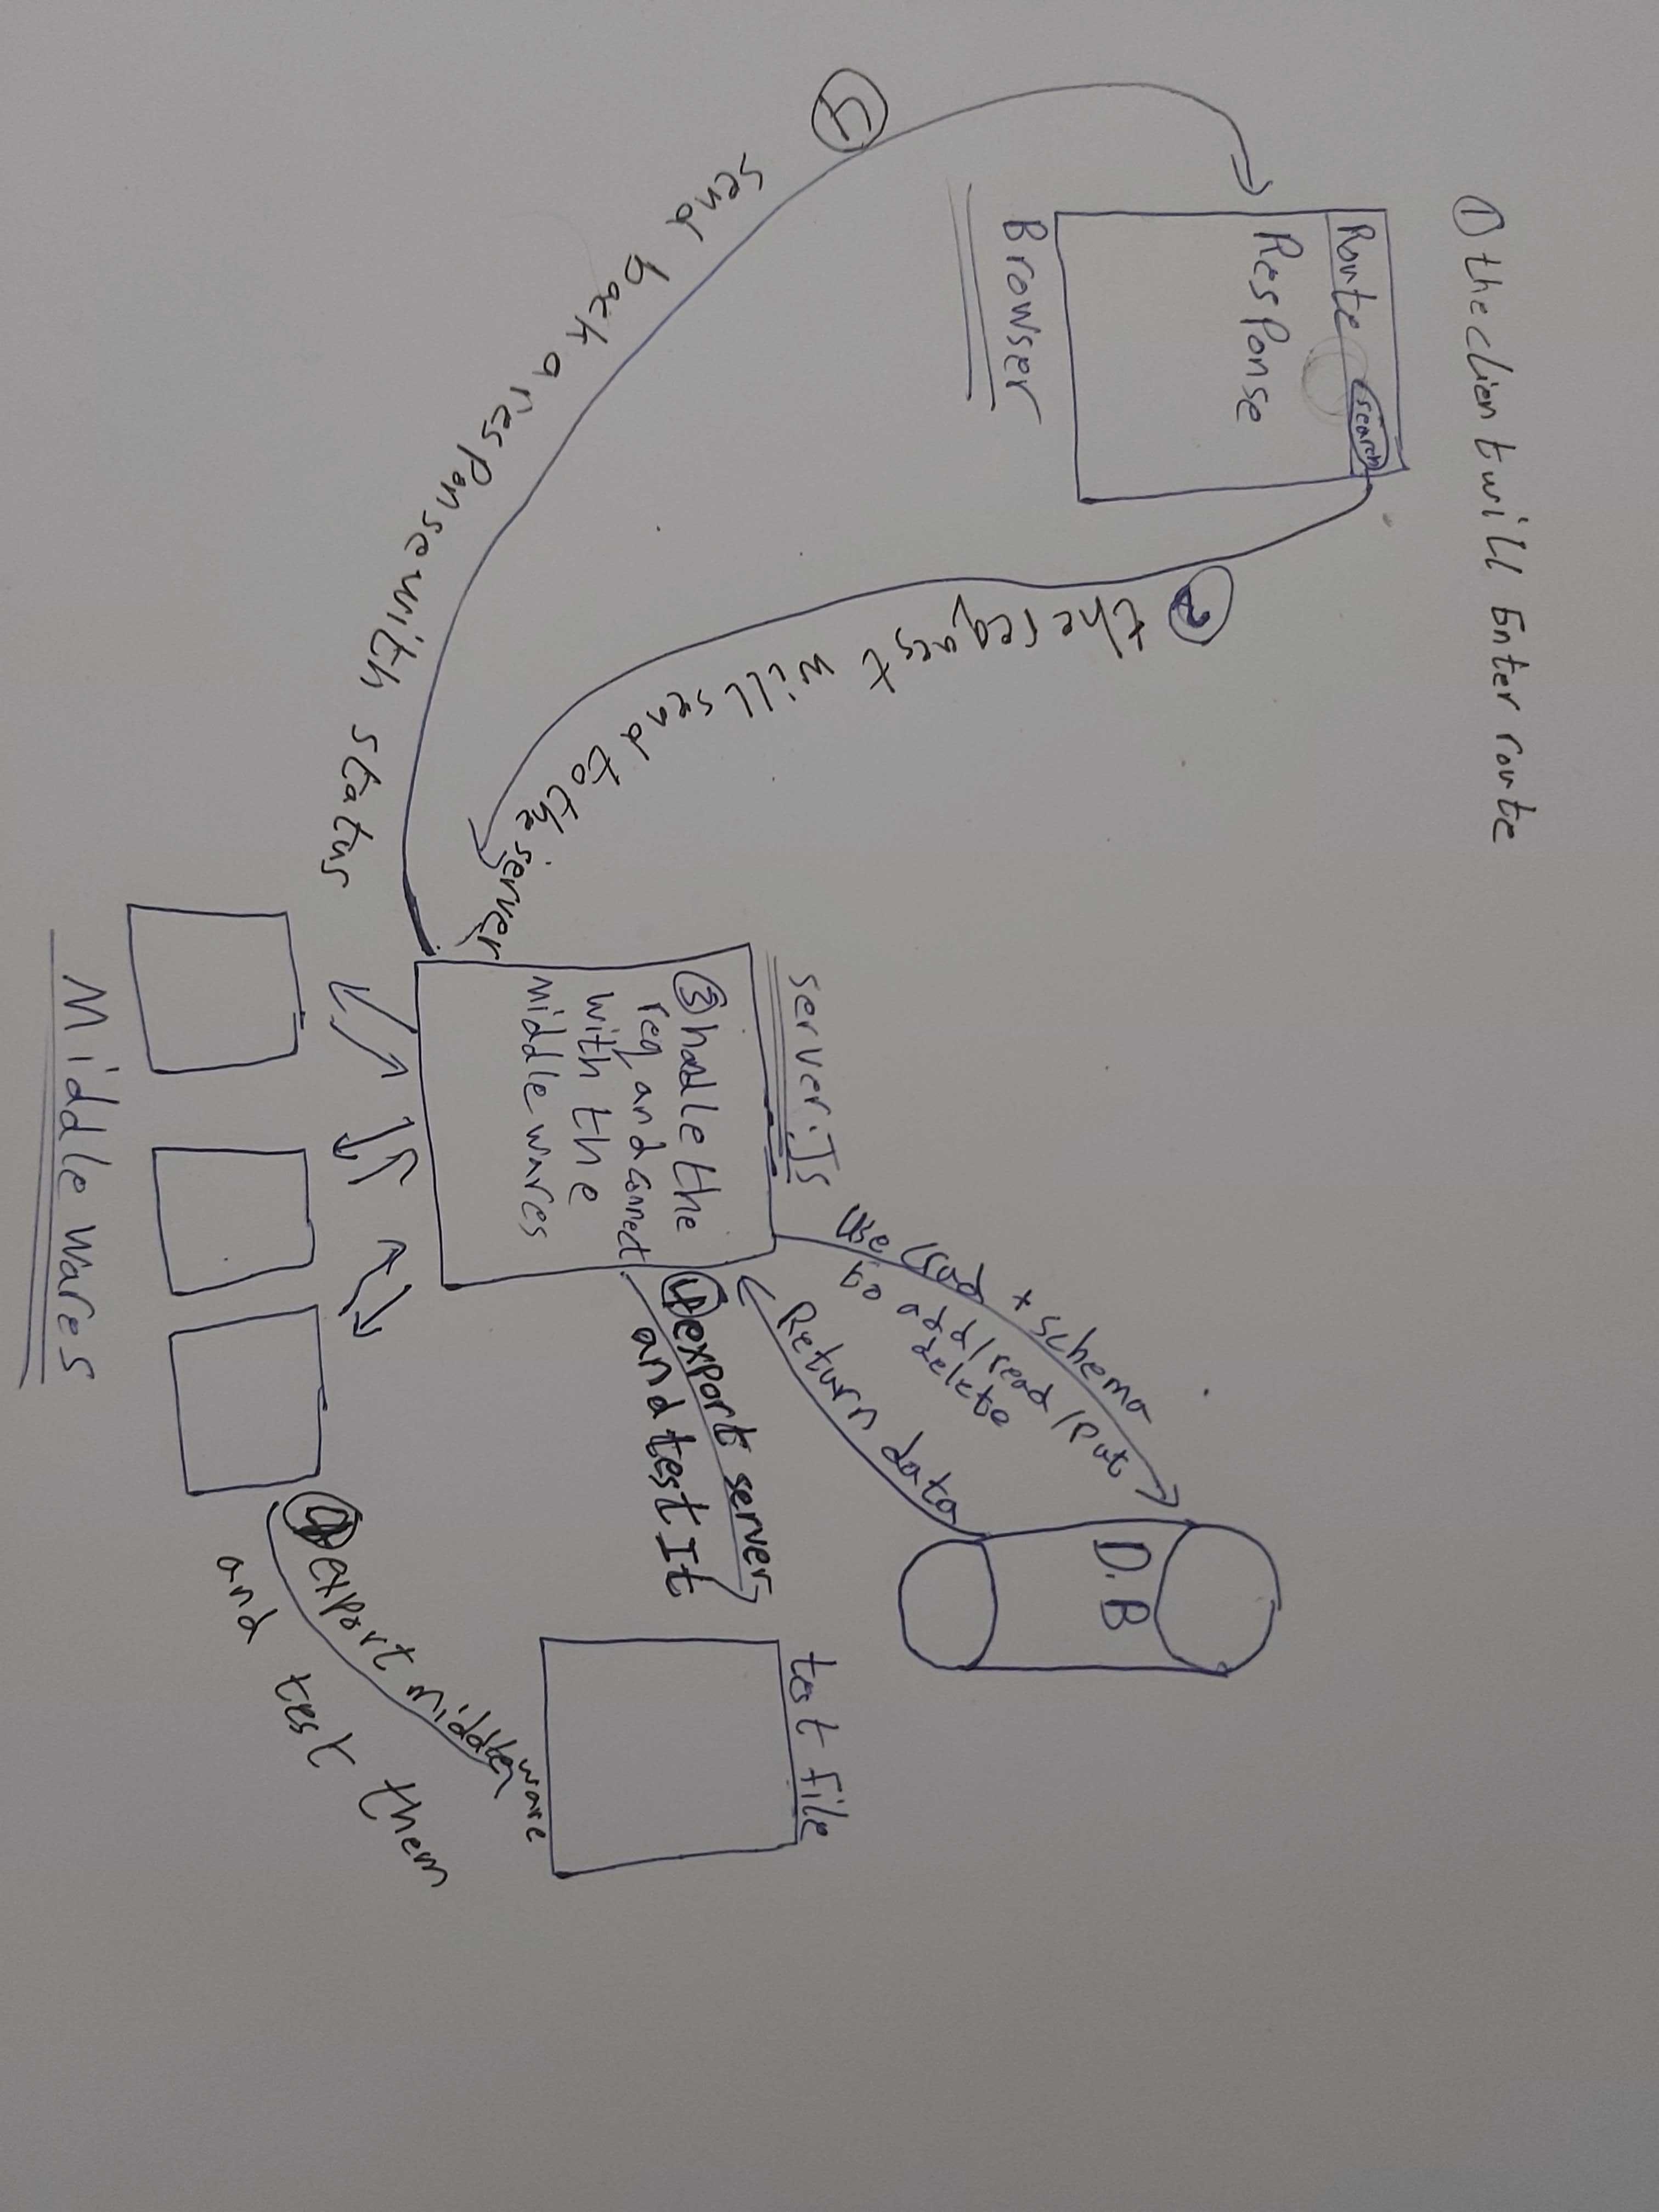 ① the client will Enter route
Route search
Response
Browser
② the request will send to the server
④ send back a response with status
server.Js
③ handle the
req and connect
with the
middle wares
use Crud + schema
to add/read/put
delete
Return data
D.B
test file
④ export server
and test It
④ export middleware
and test them
Middle wares